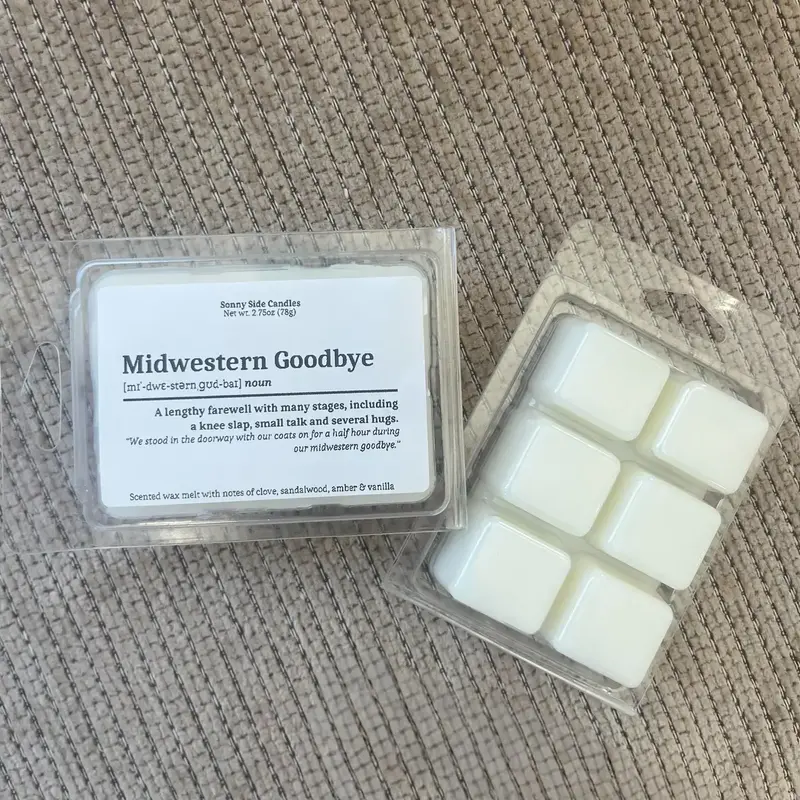 Sonny Side Candles
Net wt. 2.75oz (78g)
Midwestern Goodbye
[mɪ'-dwɛ-stərn,gʊd-baɪ] noun
A lengthy farewell with many stages, including
a knee slap, small talk and several hugs.
"We stood in the doorway with our coats on for a half hour during
our midwestern goodbye."
Scented wax melt with notes of clove, sandalwood, amber & vanilla